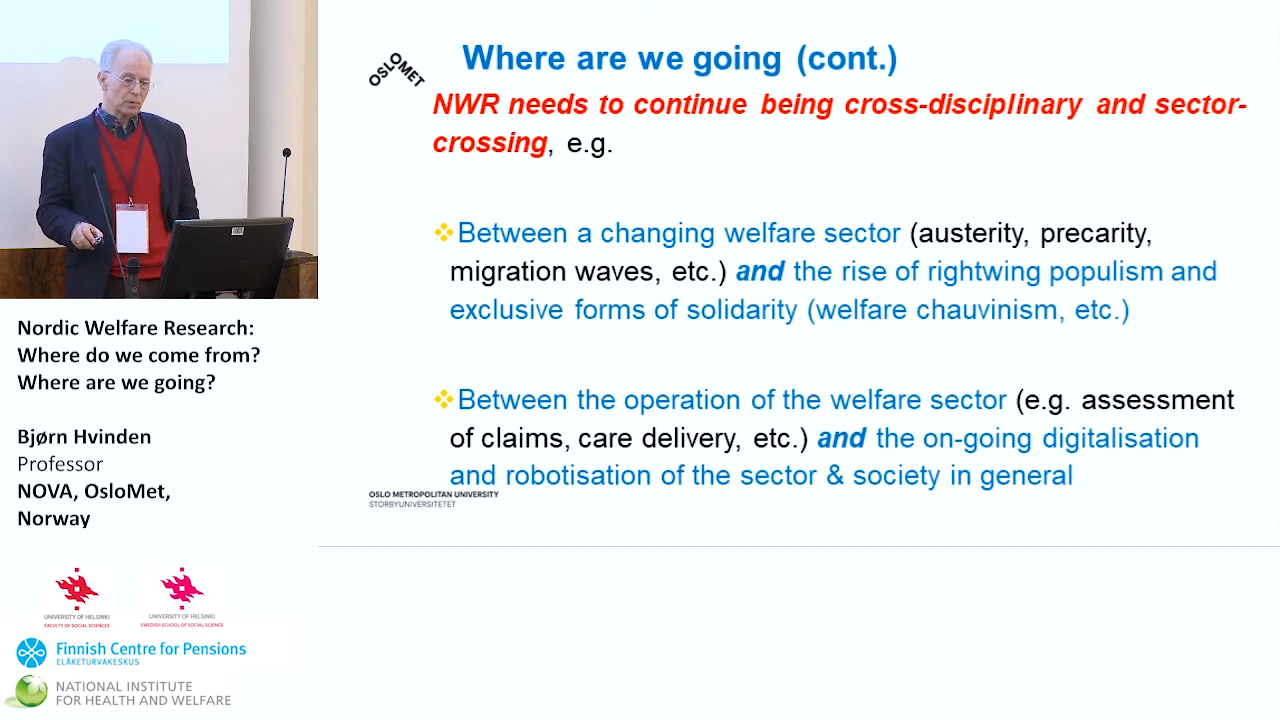 OSLOMET
Where are we going (cont.)
NWR needs to continue being cross-disciplinary and sector-
crossing, e.g.
❖Between a changing welfare sector (austerity, precarity,
migration waves, etc.) and the rise of rightwing populism and
exclusive forms of solidarity (welfare chauvinism, etc.)
❖Between the operation of the welfare sector (e.g. assessment
of claims, care delivery, etc.) and the on-going digitalisation
and robotisation of the sector & society in general
OSLO METROPOLITAN UNIVERSITY
STORBYUNIVERSITETET
Nordic Welfare Research:
Where do we come from?
Where are we going?
Bjørn Hvinden
Professor
NOVA, OsloMet,
Norway
UNIVERSITY OF HELSINKI
FACULTY OF SOCIAL SCIENCES
UNIVERSITY OF HELSINKI
SWEDISH SCHOOL OF SOCIAL SCIENCE
Finnish Centre for Pensions
ELÄKETURVAKESKUS
NATIONAL INSTITUTE
FOR HEALTH AND WELFARE